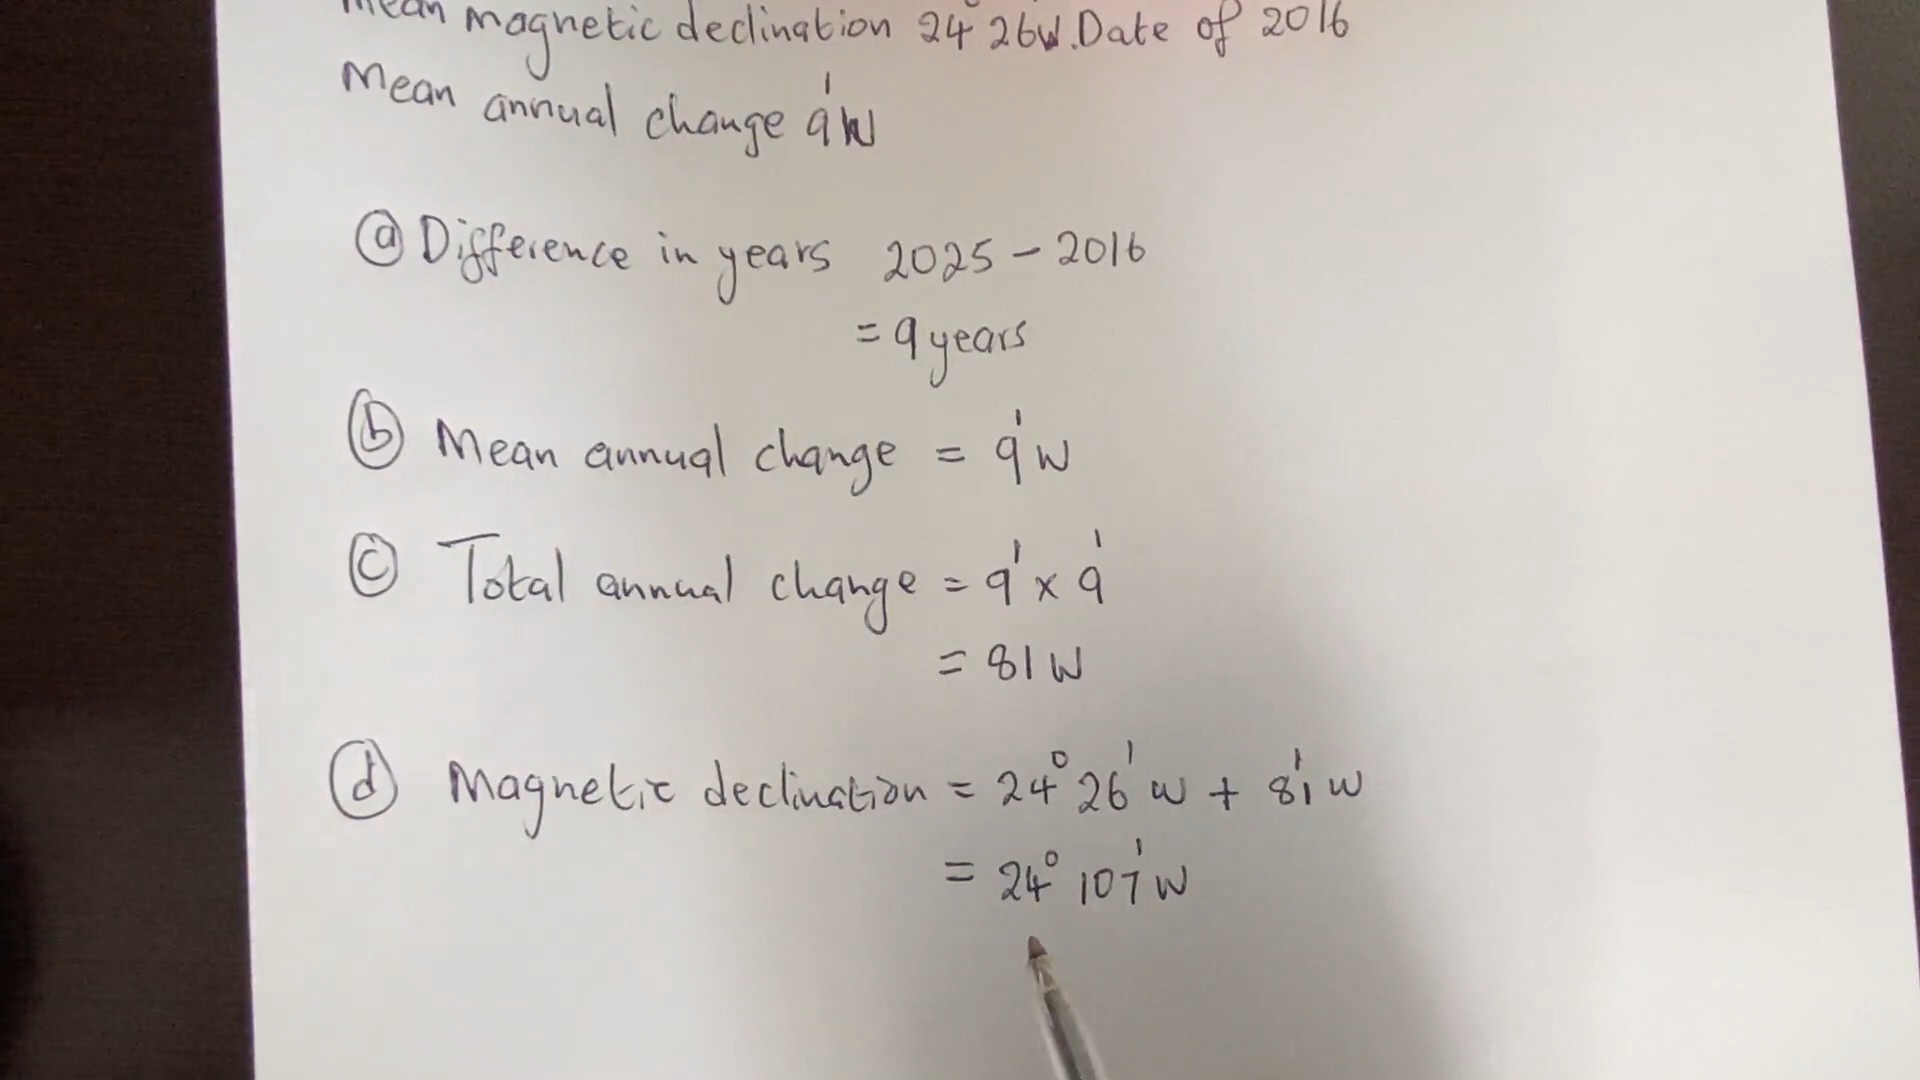 Mean magnetic declination 24° 26W. Date of 2016
Mean annual change 9'W
ⓐ Difference in years 2025 - 2016
= 9 years
ⓑ Mean annual change = 9'W
ⓒ Total annual change = 9' x 9'
= 81 W
ⓓ Magnetic declination = 24° 26' W + 81' W
= 24° 107' W